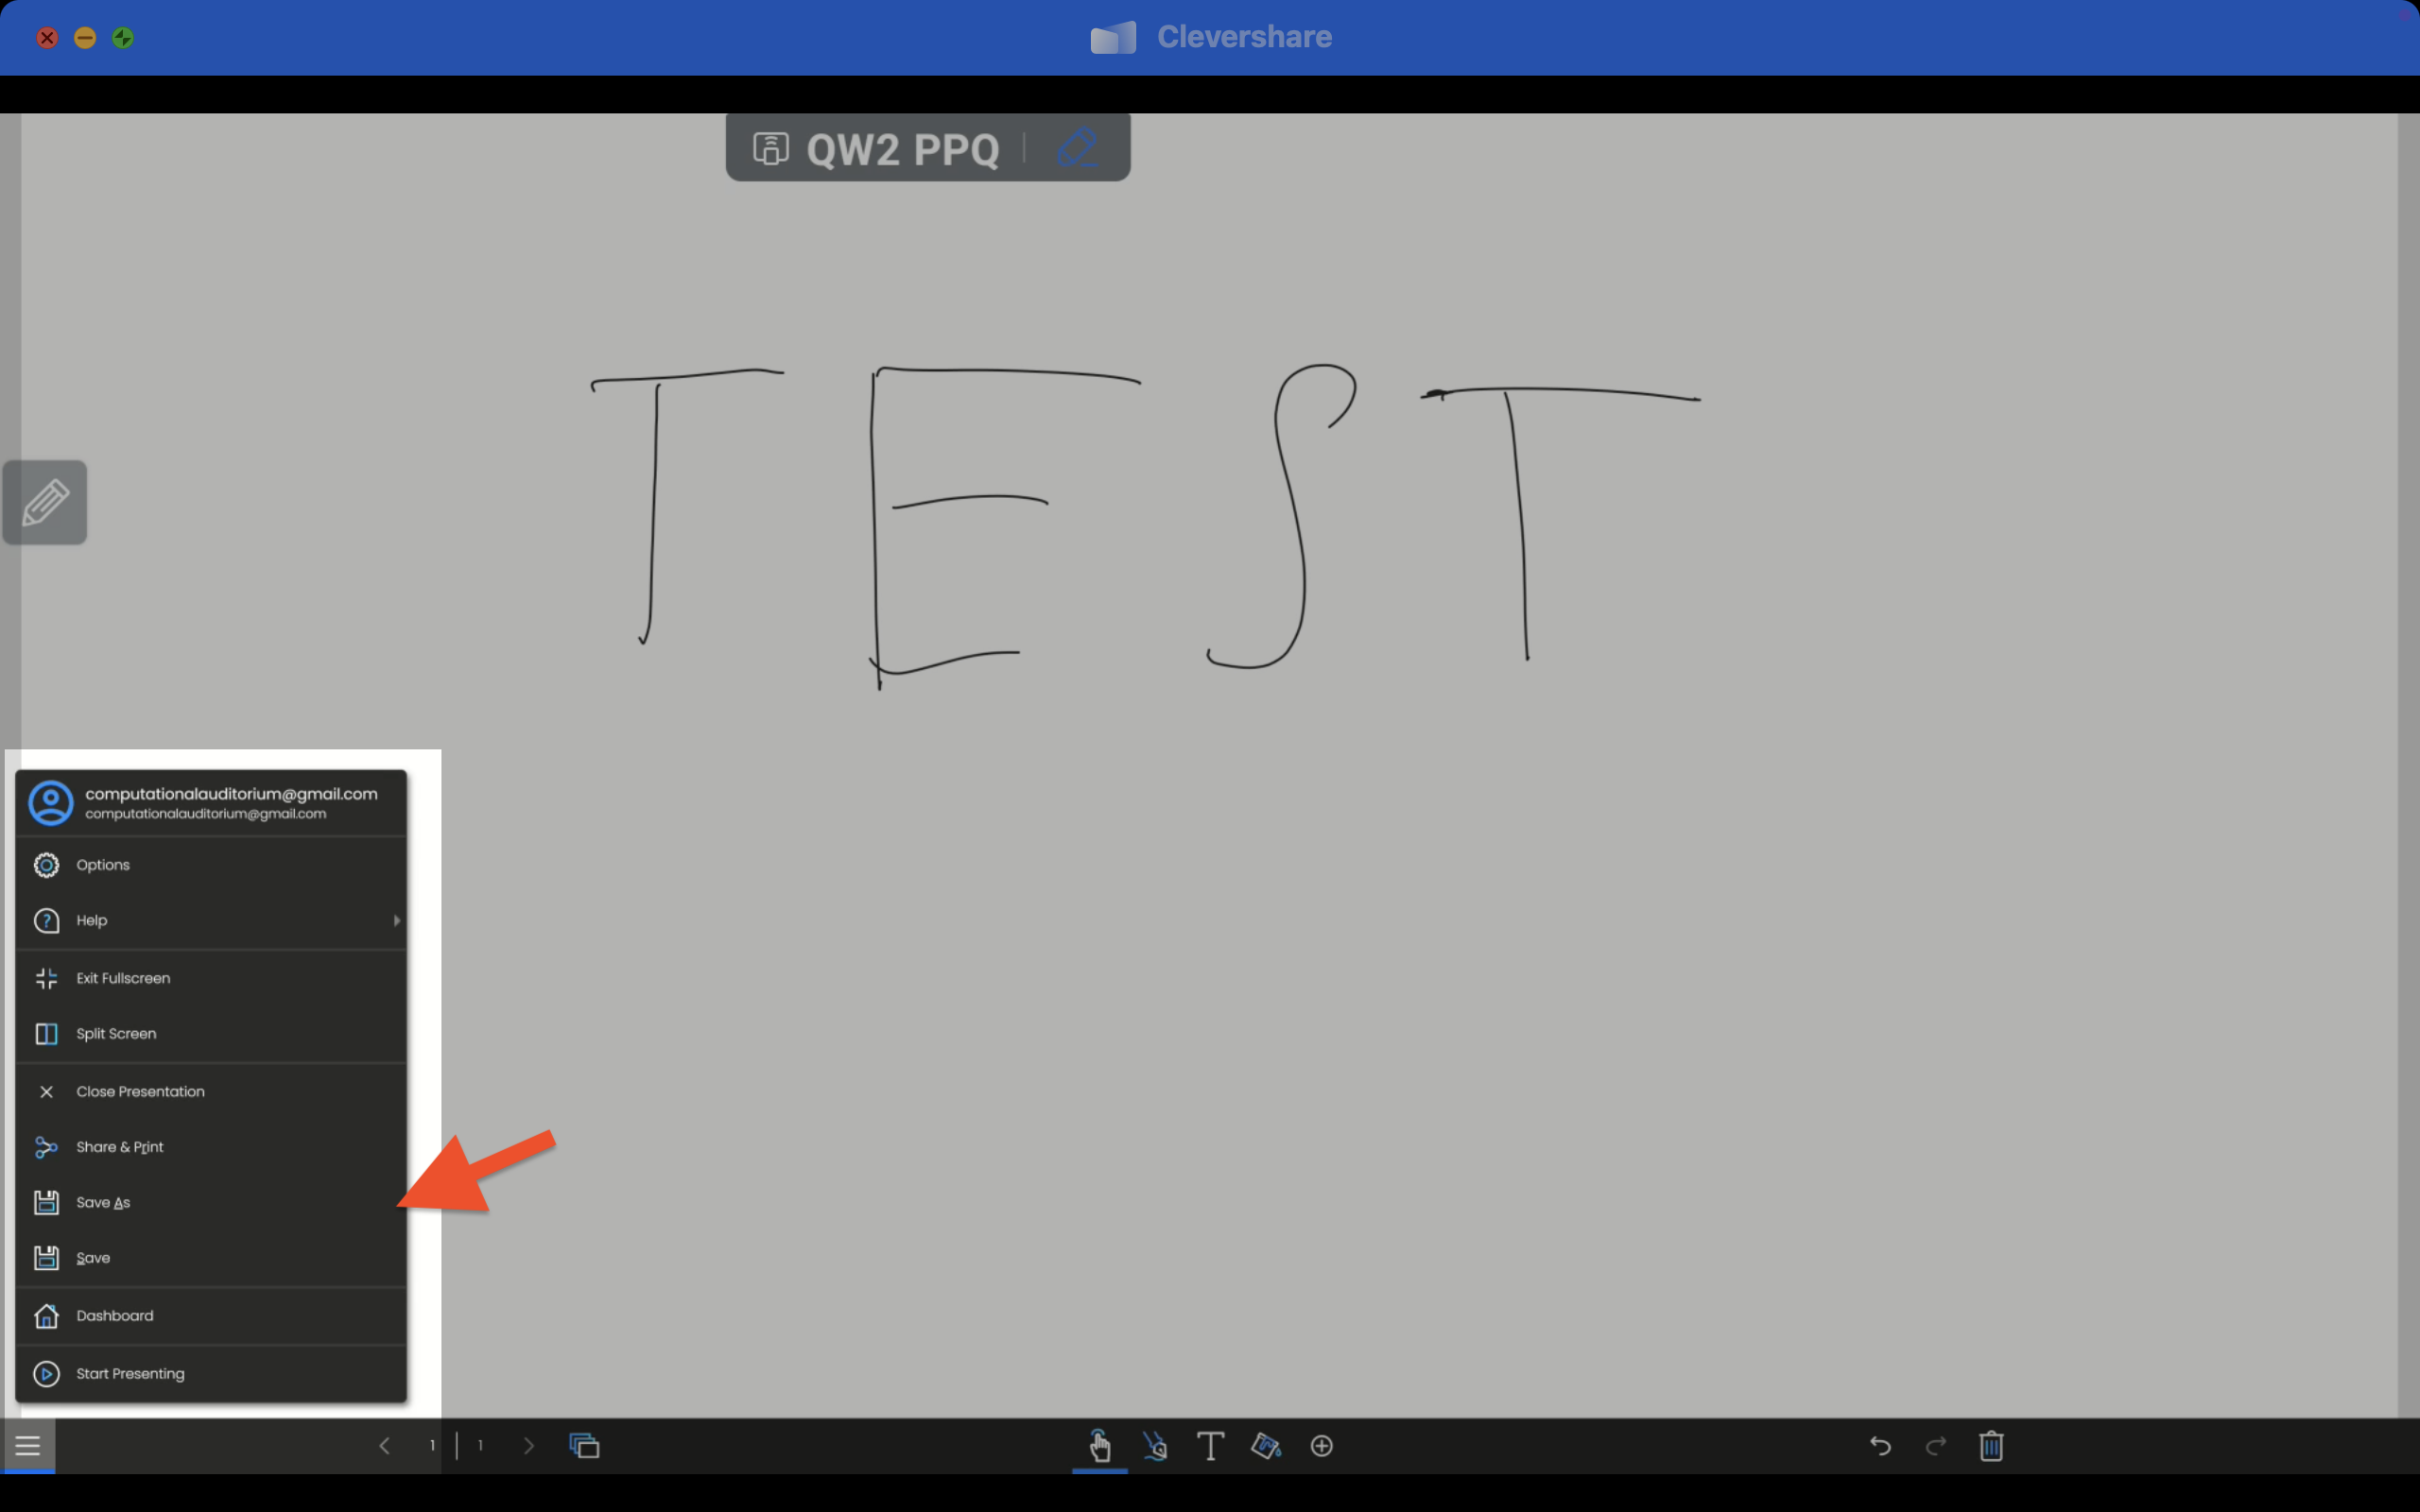 Clevershare
QW2 PPQ
TEST
computationalauditorium@gmail.com
computationalauditorium@gmail.com
Options
Help
Exit Fullscreen
Split Screen
Close Presentation
Share & Print
Save As
Save
Dashboard
Start Presenting
1 | 1